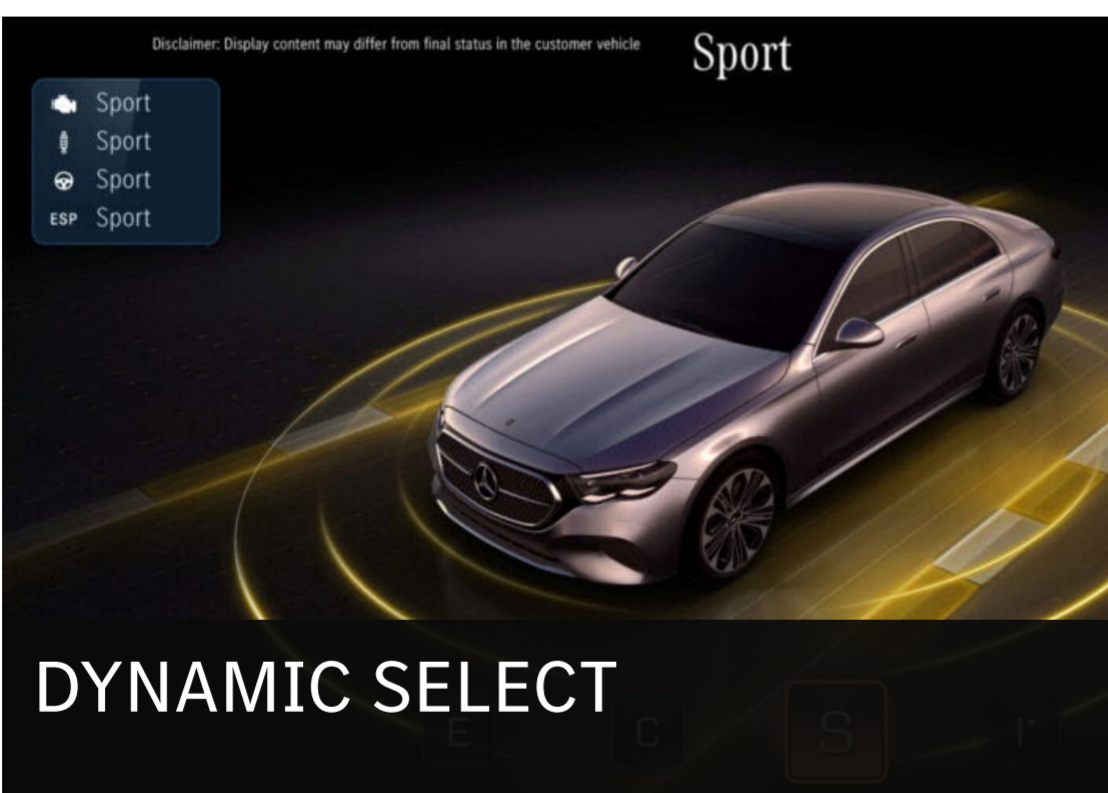 Disclaimer: Display content may differ from final status in the customer vehicle
Sport
Sport
Sport
Sport
ESP Sport
DYNAMIC SELECT
E C S I